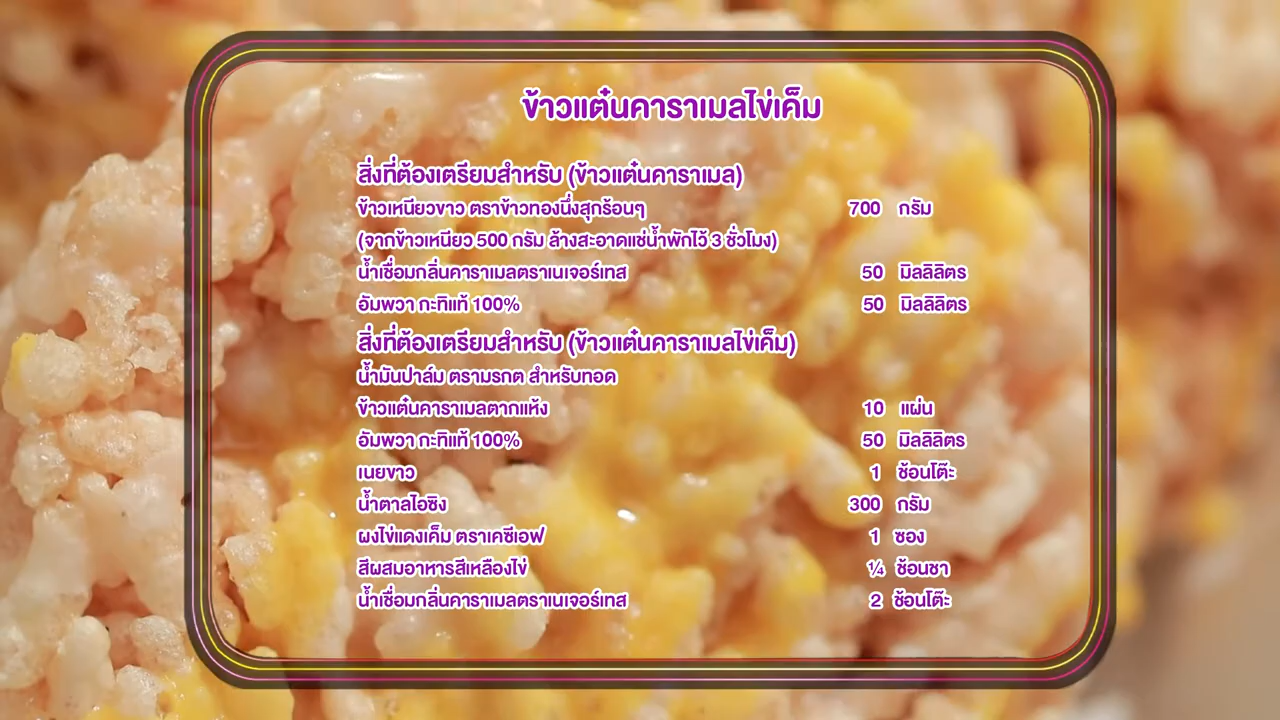 ข้าวแต๋นคาราเมลไข่เค็ม
สิ่งที่ต้องเตรียมสำหรับ (ข้าวแต๋นคาราเมล)
ข้าวเหนียวขาว ตราข้าวทองนึ่งสุกร้อนๆ 700 กรัม
(จากข้าวเหนียว 500 กรัม ล้างสะอาดแช่น้ำพักไว้ 3 ชั่วโมง)
น้ำเชื่อมกลิ่นคาราเมลตราเนเจอร์เทส 50 มิลลิลิตร
อัมพวา กะทิแท้ 100% 50 มิลลิลิตร
สิ่งที่ต้องเตรียมสำหรับ (ข้าวแต๋นคาราเมลไข่เค็ม)
น้ำมันปาล์ม ตรามรกต สำหรับทอด
ข้าวแต๋นคาราเมลตากแห้ง 10 แผ่น
อัมพวา กะทิแท้ 100% 50 มิลลิลิตร
เนยขาว 1 ช้อนโต๊ะ
น้ำตาลไอซิง 300 กรัม
ผงไข่แดงเค็ม ตราเคซีเอฟ 1 ซอง
สีผสมอาหารสีเหลืองไข่ ¼ ช้อนชา
น้ำเชื่อมกลิ่นคาราเมลตราเนเจอร์เทส 2 ช้อนโต๊ะ